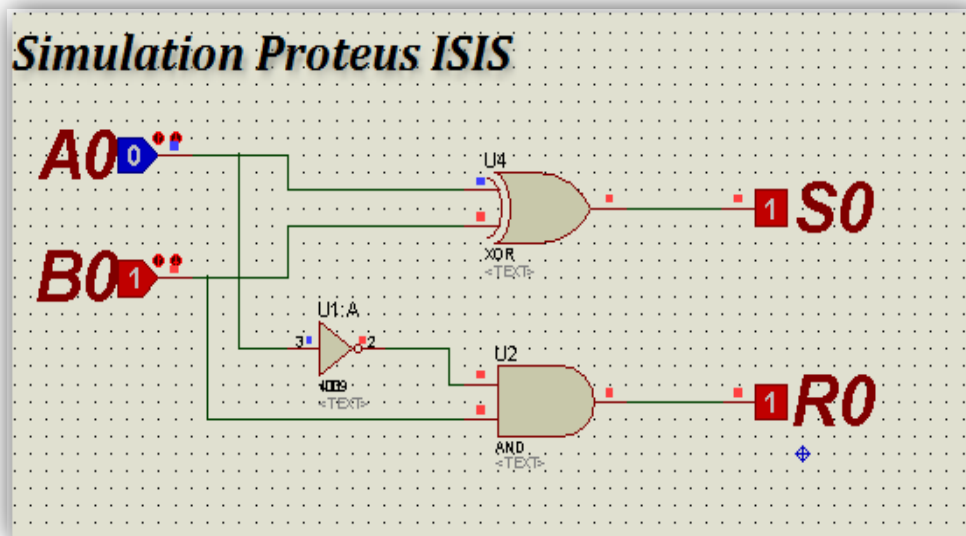 Simulation Proteus ISIS
A0 0
U4
1 S0
XOR
<TEXT>
B0 1
U1:A
3 2
4009
<TEXT>
U2
1 R0
AND
<TEXT>